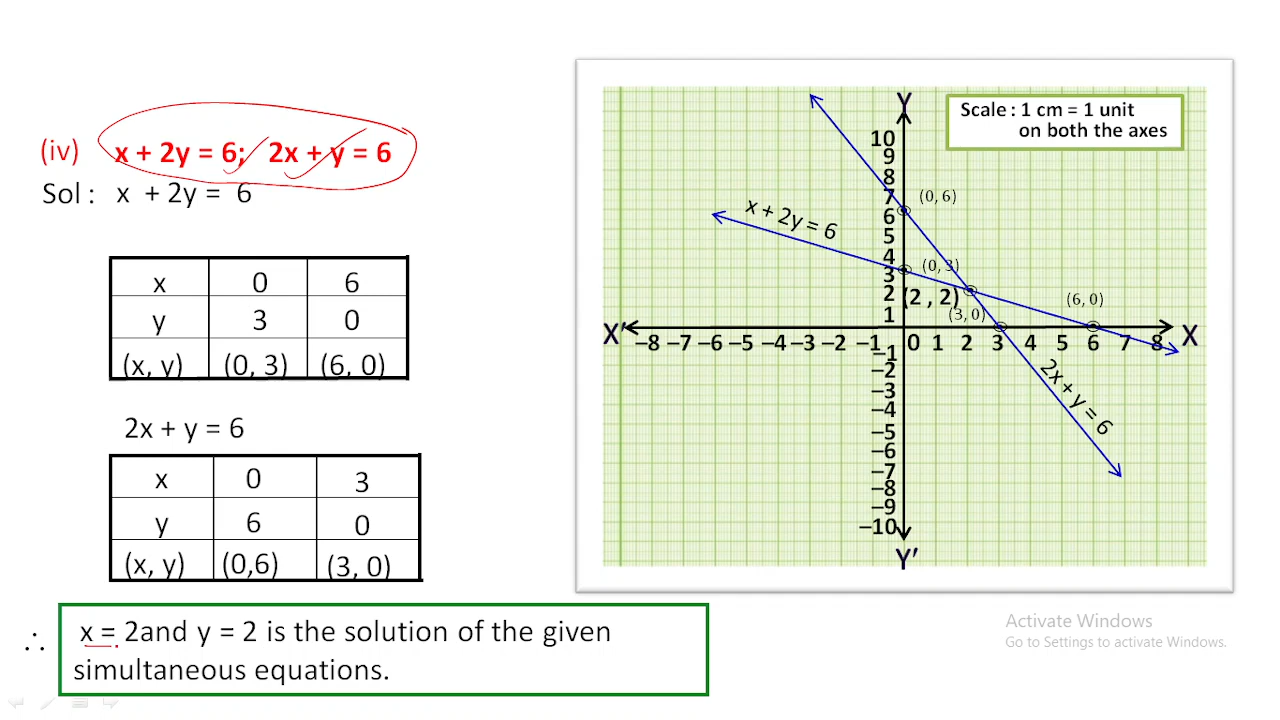 (iv) x + 2y = 6; 2x + y = 6
Sol : x + 2y = 6
x 0 6
y 3 0
(x, y) (0, 3) (6, 0)
2x + y = 6
x 0 3
y 6 0
(x, y) (0,6) (3, 0)
∴ x = 2and y = 2 is the solution of the given
simultaneous equations.
Scale : 1 cm = 1 unit
on both the axes
Y
10
9
8
7
6
5
4
3
2
1
(0, 6)
x + 2y = 6
(0, 3)
(2 , 2)
(3, 0)
(6, 0)
X′ X
–8 –7 –6 –5 –4 –3 –2 –1 0 1 2 3 4 5 6 7 8
–1
–2
–3
–4
–5
–6
–7
–8
–9
–10
2x + y = 6
Y′
Activate Windows
Go to Settings to activate Windows.